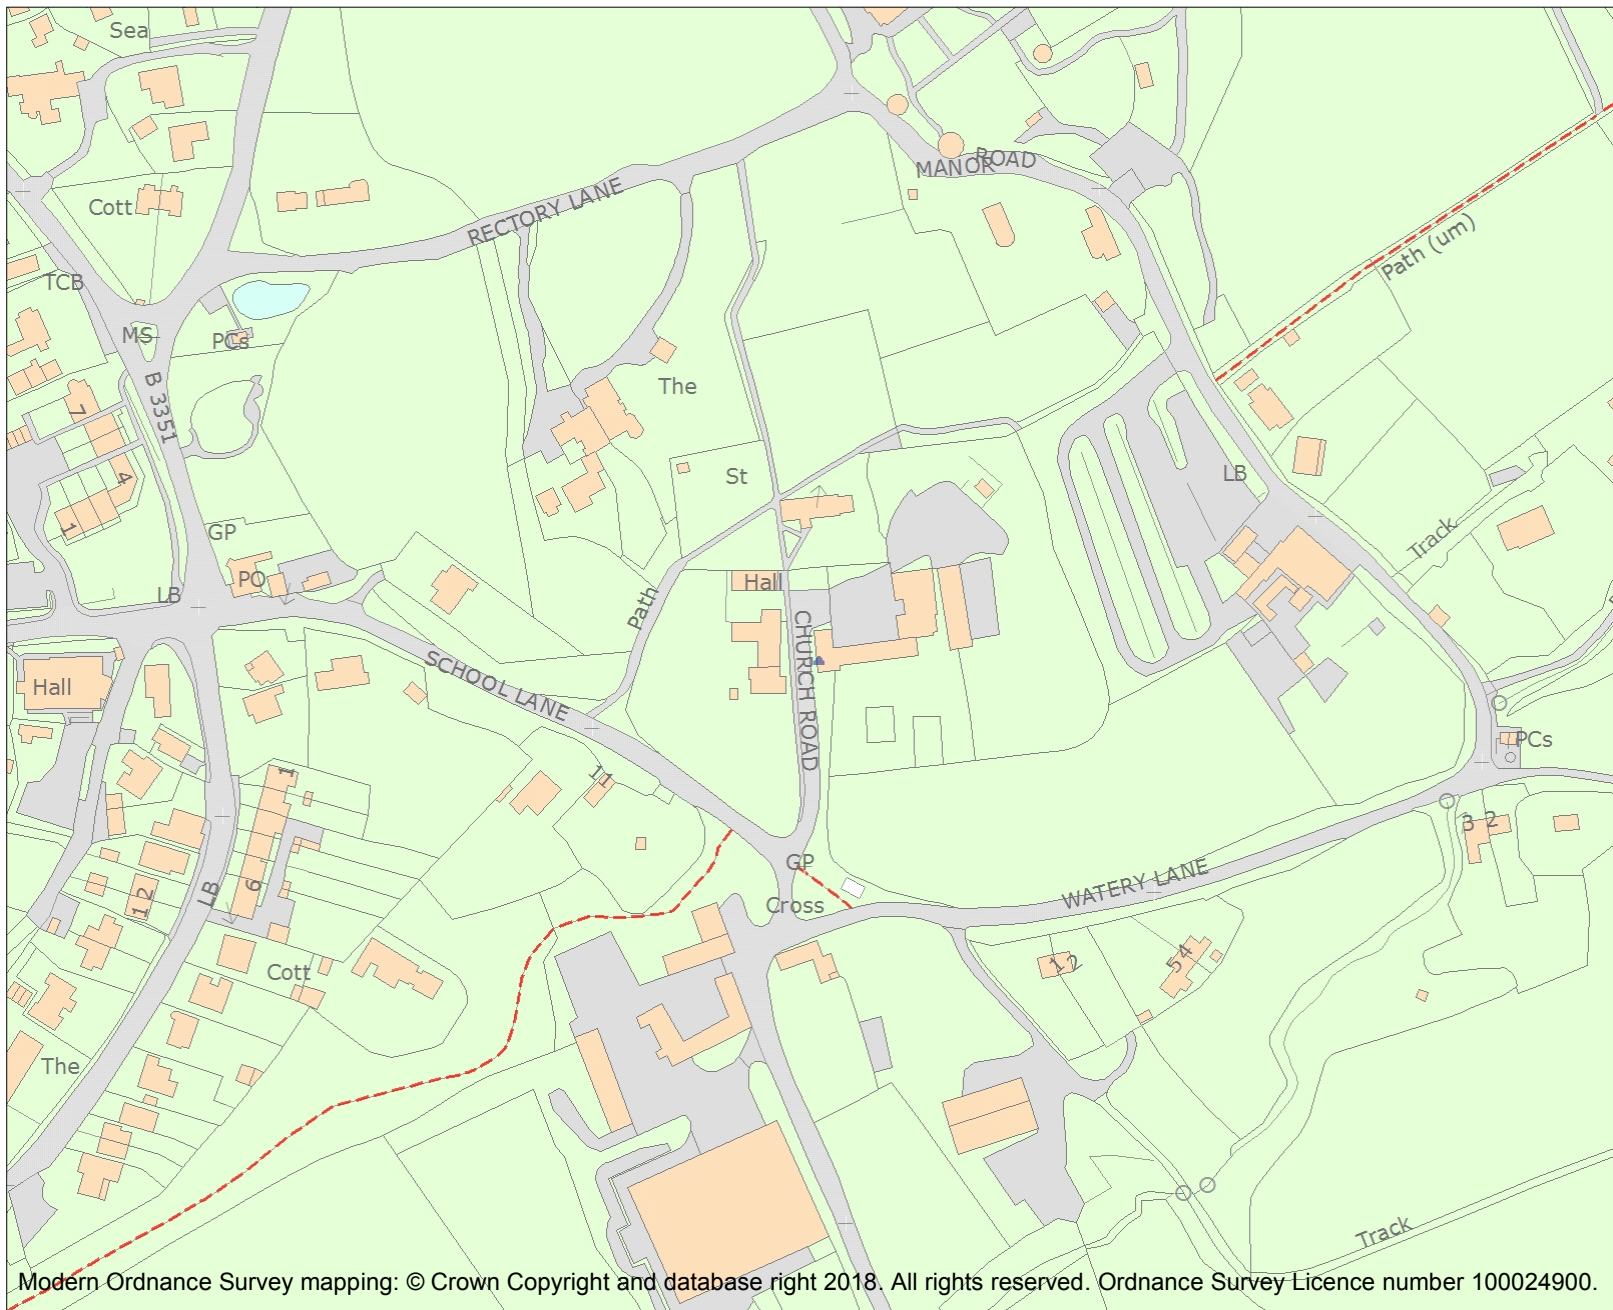 Sea
MANOR ROAD
Cott
RECTORY LANE
Path (um)
TCB
MS
PCs
B 3351
The
7
4
1
St
LB
GP
Track
PO
LB
Hall
Path
CHURCH ROAD
SCHOOL LANE
Hall
PCs
1
11
3 2
GP
6
WATERY LANE
1 2
LB
Cross
Cott
1 2
5 4
The
Track
Modern Ordnance Survey mapping: © Crown Copyright and database right 2018. All rights reserved. Ordnance Survey Licence number 100024900.